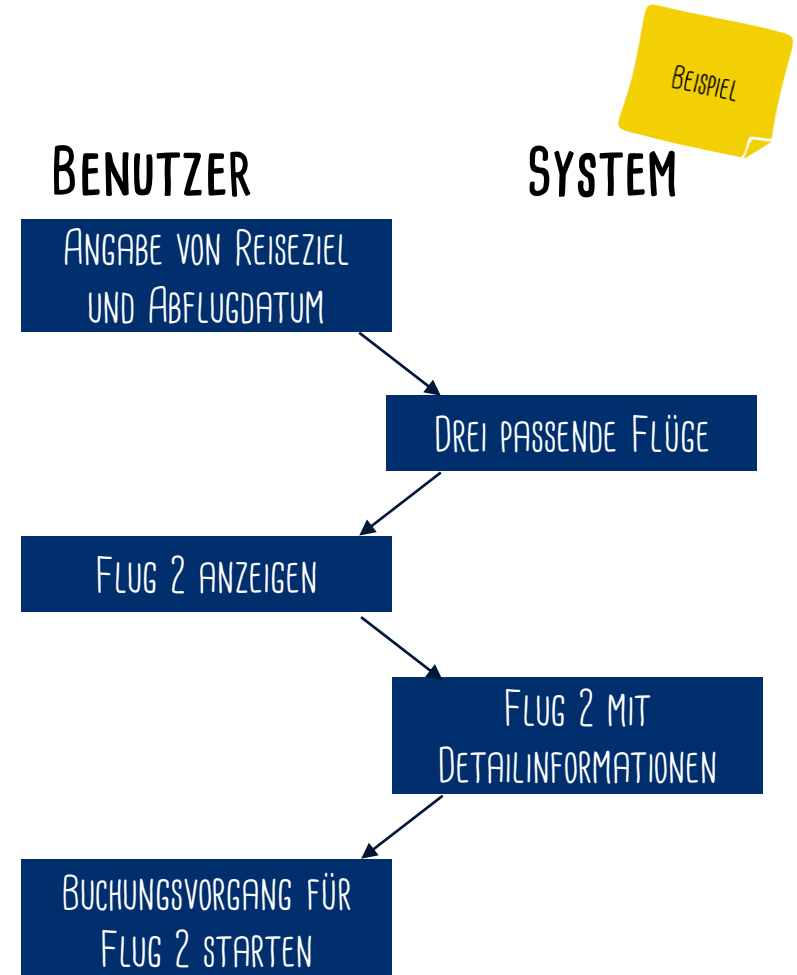 Beispiel
Benutzer
System
Angabe von Reiseziel
und Abflugdatum
Drei passende Flüge
Flug 2 anzeigen
Flug 2 mit
Detailinformationen
Buchungsvorgang für
Flug 2 starten